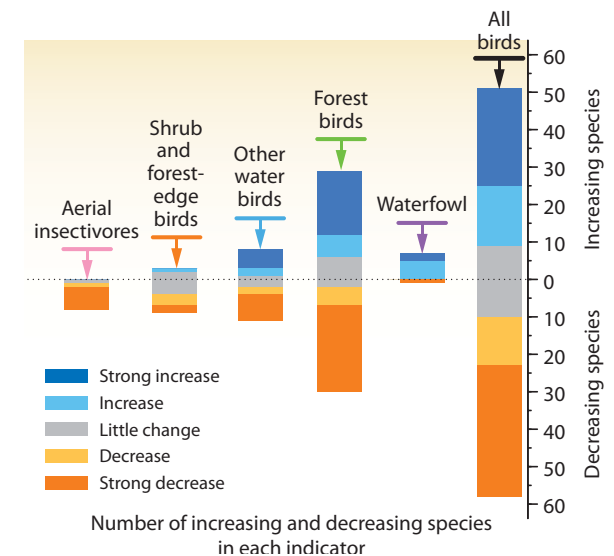 All
birds
Forest
birds
Shrub
and
forest-
edge
birds
Other
water
birds
Aerial
insectivores
Waterfowl
60
50
40
30
20
10
0
10
20
30
40
50
60
Increasing species
Decreasing species
Strong increase
Increase
Little change
Decrease
Strong decrease
Number of increasing and decreasing species
in each indicator